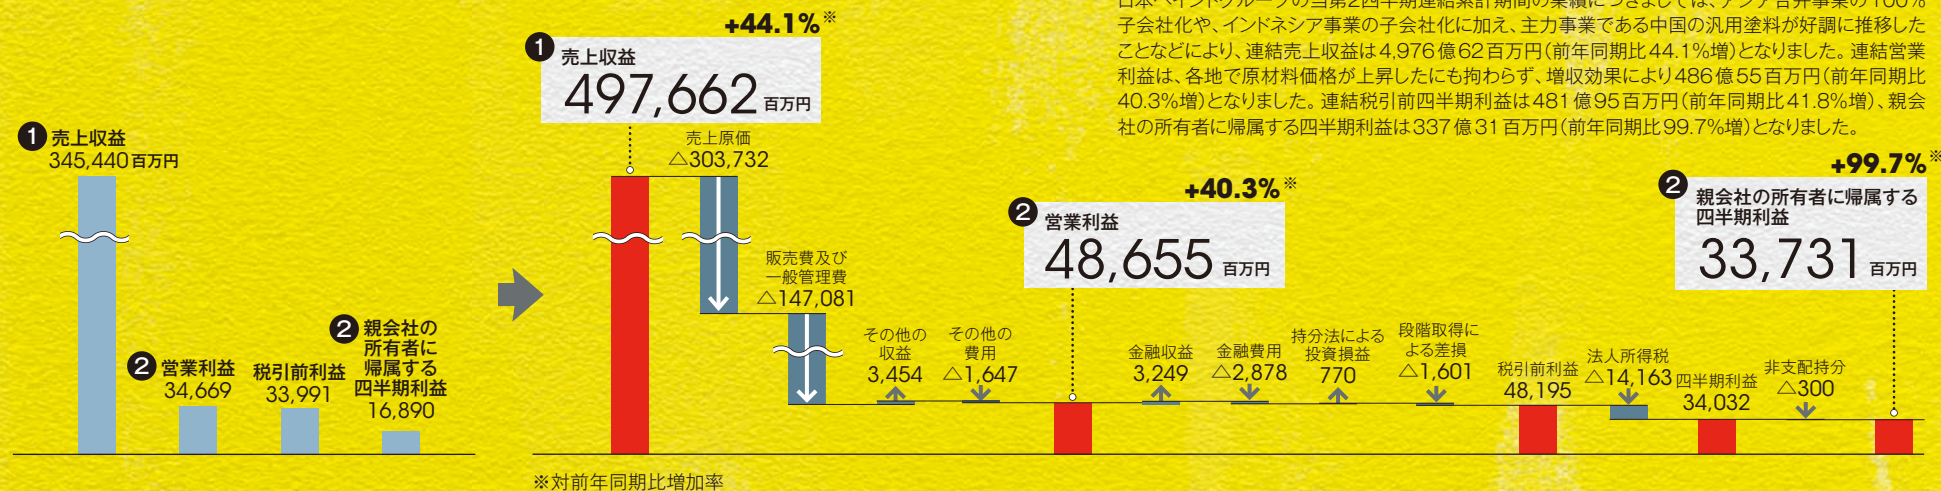 日本ペイントグループの当第2四半期連結累計期間の業績につきましては、アジア合弁事業の100%
子会社化や、インドネシア事業の子会社化に加え、主力事業である中国の汎用塗料が好調に推移した
ことなどにより、連結売上収益は4,976億62百万円(前年同期比44.1%増)となりました。連結営業
利益は、各地で原材料価格が上昇したにも拘わらず、増収効果により486億55百万円(前年同期比
40.3%増)となりました。連結税引前四半期利益は481億95百万円(前年同期比41.8%増)、親会
社の所有者に帰属する四半期利益は337億31百万円(前年同期比99.7%増)となりました。
1 売上収益
345,440百万円
2 営業利益
34,669
税引前利益
33,991
2 親会社の
所有者に
帰属する
四半期利益
16,890
+44.1%※
1 売上収益
497,662 百万円
売上原価
△303,732
販売費及び
一般管理費
△147,081
その他の
収益
3,454
その他の
費用
△1,647
+40.3%※
2 営業利益
48,655 百万円
金融収益
3,249
金融費用
△2,878
持分法による
投資損益
770
段階取得に
よる差損
△1,601
税引前利益
48,195
法人所得税
△14,163
四半期利益
34,032
非支配持分
△300
+99.7%※
2 親会社の所有者に帰属する
四半期利益
33,731 百万円
※対前年同期比増加率